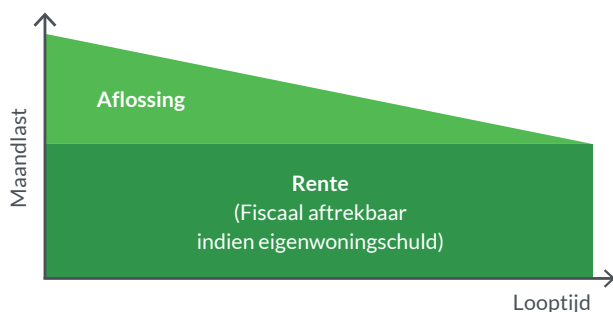 Maandlast
Aflossing
Rente
(Fiscaal aftrekbaar
indien eigenwoningschuld)
Looptijd